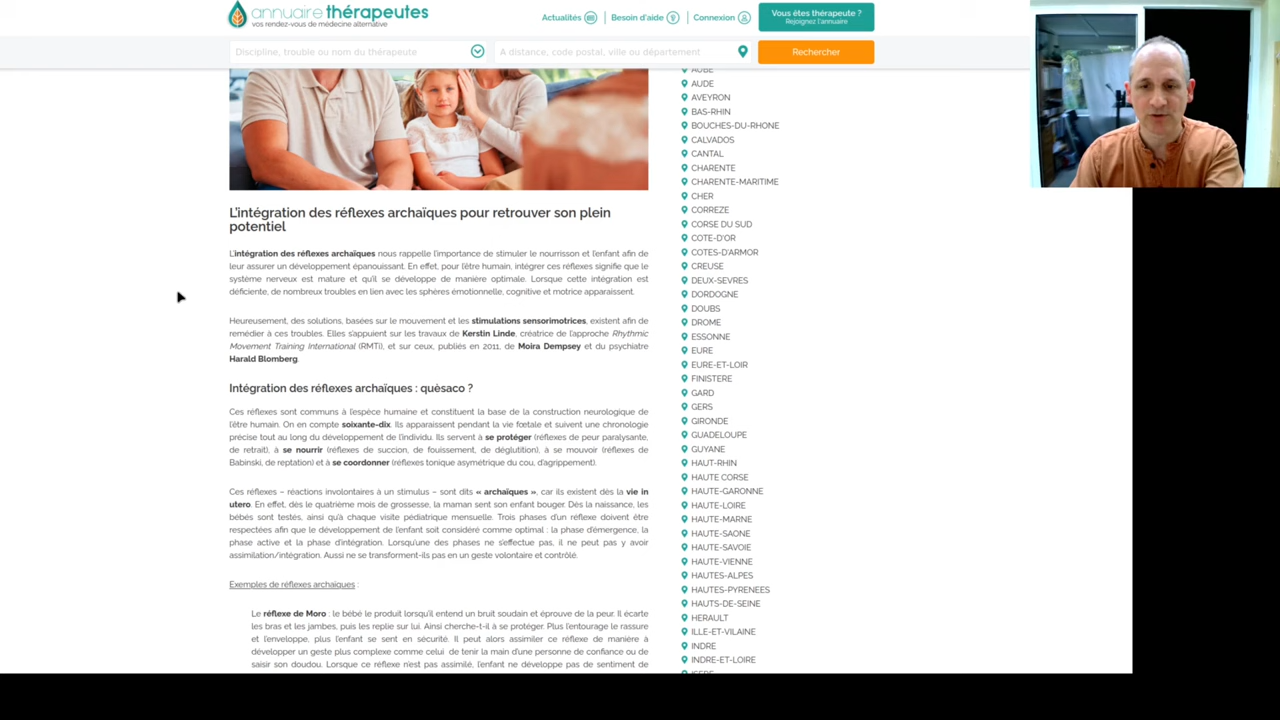 annuaire thérapeutes
vos rendez-vous de médecine alternative
Actualités
Besoin d'aide
Connexion
Vous êtes thérapeute ?
Rejoignez l'annuaire
Discipline, trouble ou nom du thérapeute
A distance, code postal, ville ou département
Rechercher
L'intégration des réflexes archaïques pour retrouver son plein
potentiel
L'intégration des réflexes archaïques nous rappelle l'importance de stimuler le nourrisson et l'enfant afin de
leur assurer un développement épanouissant. En effet, pour l'être humain, intégrer ces réflexes signifie que le
système nerveux est mature et qu'il se développe de manière optimale. Lorsque cette intégration est
déficiente, de nombreux troubles en lien avec les sphères émotionnelle, cognitive et motrice apparaissent.
Heureusement, des solutions, basées sur le mouvement et les stimulations sensorimotrices, existent afin de
remédier à ces troubles. Elles s'appuient sur les travaux de Kerstin Linde, créatrice de l'approche Rhythmic
Movement Training International (RMTi), et sur ceux, publiés en 2011, de Moira Dempsey et du psychiatre
Harald Blomberg.
Intégration des réflexes archaïques : quèsaco ?
Ces réflexes sont communs à l'espèce humaine et constituent la base de la construction neurologique de
l'être humain. On en compte soixante-dix. Ils apparaissent pendant la vie fœtale et suivent une chronologie
précise tout au long du développement de l'individu. Ils servent à se protéger (réflexes de peur paralysante,
de retrait), à se nourrir (réflexes de succion, de fouissement, de déglutition), à se mouvoir (réflexes de
Babinski, de reptation) et à se coordonner (réflexes tonique asymétrique du cou, d'agrippement).
Ces réflexes – réactions involontaires à un stimulus – sont dits « archaïques », car ils existent dès la vie in
utero. En effet, dès le quatrième mois de grossesse, la maman sent son enfant bouger. Dès la naissance, les
bébés sont testés, ainsi qu'à chaque visite pédiatrique mensuelle. Trois phases d'un réflexe doivent être
respectées afin que le développement de l'enfant soit considéré comme optimal : la phase d'émergence, la
phase active et la phase d'intégration. Lorsqu'une des phases ne s'effectue pas, il ne peut pas y avoir
assimilation/intégration. Aussi ne se transforment-ils pas en un geste volontaire et contrôlé.
Exemples de réflexes archaïques :
Le réflexe de Moro : le bébé le produit lorsqu'il entend un bruit soudain et éprouve de la peur. Il écarte
les bras et les jambes, puis les replie sur lui. Ainsi cherche-t-il à se protéger. Plus l'entourage le rassure
et l'enveloppe, plus l'enfant se sent en sécurité. Il peut alors assimiler ce réflexe de manière à
développer un geste plus complexe comme celui de tenir la main d'une personne de confiance ou de
saisir son doudou. Lorsque ce réflexe n'est pas assimilé, l'enfant ne développe pas de sentiment de
AUBE
AUDE
AVEYRON
BAS-RHIN
BOUCHES-DU-RHONE
CALVADOS
CANTAL
CHARENTE
CHARENTE-MARITIME
CHER
CORREZE
CORSE DU SUD
COTE-D'OR
COTES-D'ARMOR
CREUSE
DEUX-SEVRES
DORDOGNE
DOUBS
DROME
ESSONNE
EURE
EURE-ET-LOIR
FINISTERE
GARD
GERS
GIRONDE
GUADELOUPE
GUYANE
HAUT-RHIN
HAUTE CORSE
HAUTE-GARONNE
HAUTE-LOIRE
HAUTE-MARNE
HAUTE-SAONE
HAUTE-SAVOIE
HAUTE-VIENNE
HAUTES-ALPES
HAUTES-PYRENEES
HAUTS-DE-SEINE
HERAULT
ILLE-ET-VILAINE
INDRE
INDRE-ET-LOIRE